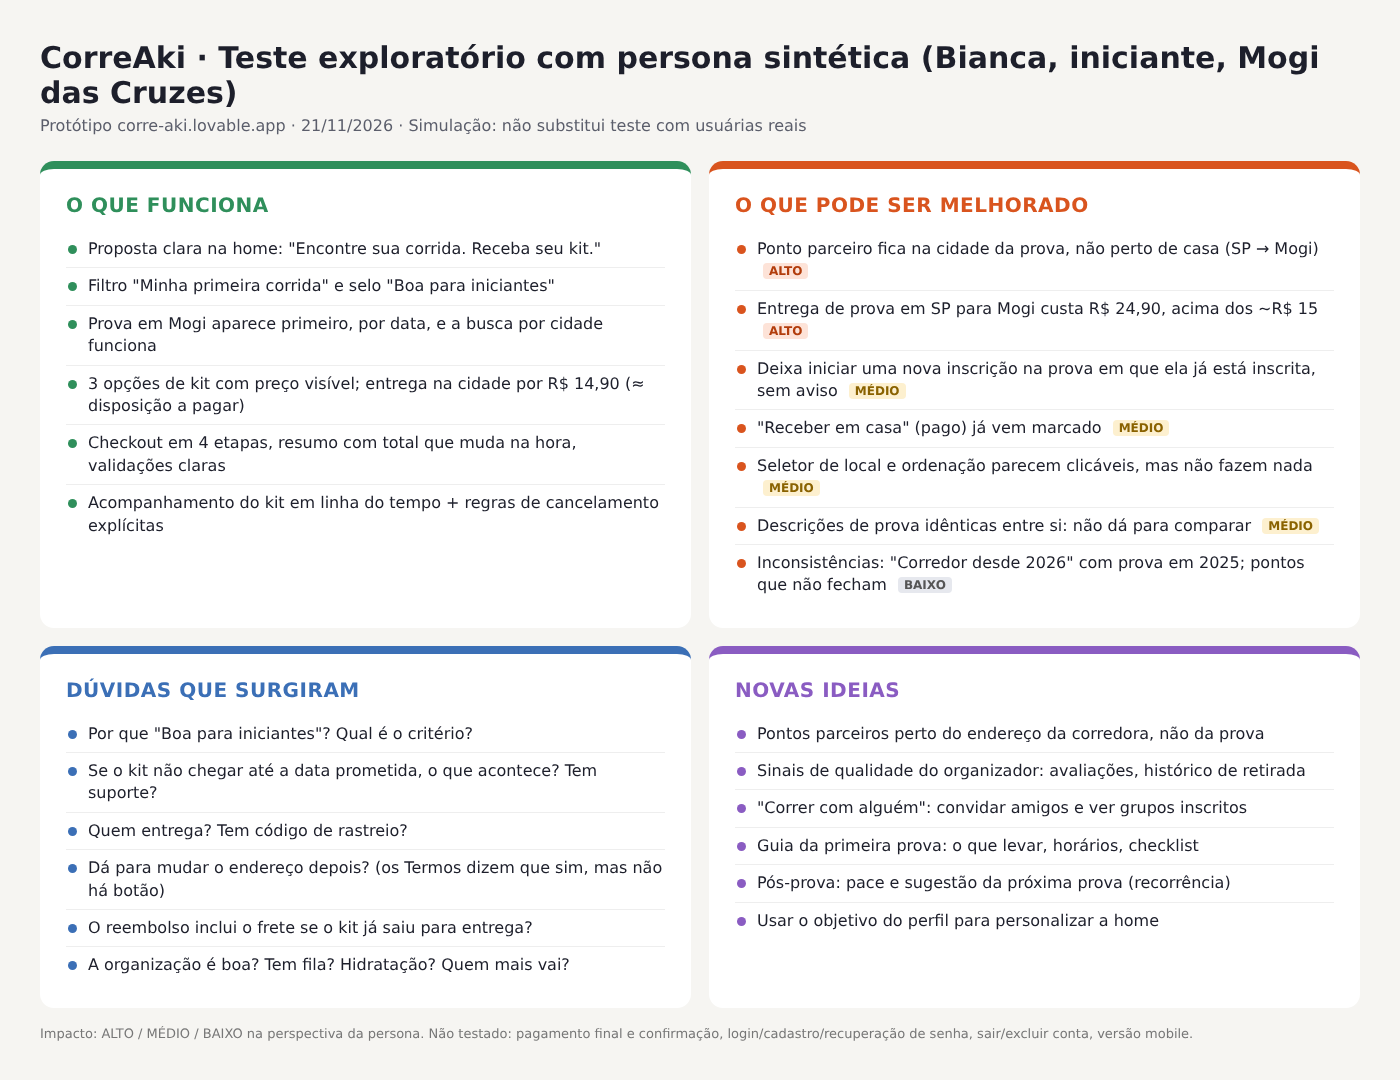 CorreAki · Teste exploratório com persona sintética (Bianca, iniciante, Mogi
das Cruzes)
Protótipo corre-aki.lovable.app · 21/11/2026 · Simulação: não substitui teste com usuárias reais
O QUE FUNCIONA
Proposta clara na home: "Encontre sua corrida. Receba seu kit."
Filtro "Minha primeira corrida" e selo "Boa para iniciantes"
Prova em Mogi aparece primeiro, por data, e a busca por cidade
funciona
3 opções de kit com preço visível; entrega na cidade por R$ 14,90 (≈
disposição a pagar)
Checkout em 4 etapas, resumo com total que muda na hora,
validações claras
Acompanhamento do kit em linha do tempo + regras de cancelamento
explícitas
O QUE PODE SER MELHORADO
Ponto parceiro fica na cidade da prova, não perto de casa (SP → Mogi)
ALTO
Entrega de prova em SP para Mogi custa R$ 24,90, acima dos ~R$ 15
ALTO
Deixa iniciar uma nova inscrição na prova em que ela já está inscrita,
sem aviso MÉDIO
"Receber em casa" (pago) já vem marcado MÉDIO
Seletor de local e ordenação parecem clicáveis, mas não fazem nada
MÉDIO
Descrições de prova idênticas entre si: não dá para comparar MÉDIO
Inconsistências: "Corredor desde 2026" com prova em 2025; pontos
que não fecham BAIXO
DÚVIDAS QUE SURGIRAM
Por que "Boa para iniciantes"? Qual é o critério?
Se o kit não chegar até a data prometida, o que acontece? Tem
suporte?
Quem entrega? Tem código de rastreio?
Dá para mudar o endereço depois? (os Termos dizem que sim, mas não
há botão)
O reembolso inclui o frete se o kit já saiu para entrega?
A organização é boa? Tem fila? Hidratação? Quem mais vai?
NOVAS IDEIAS
Pontos parceiros perto do endereço da corredora, não da prova
Sinais de qualidade do organizador: avaliações, histórico de retirada
"Correr com alguém": convidar amigos e ver grupos inscritos
Guia da primeira prova: o que levar, horários, checklist
Pós-prova: pace e sugestão da próxima prova (recorrência)
Usar o objetivo do perfil para personalizar a home
Impacto: ALTO / MÉDIO / BAIXO na perspectiva da persona. Não testado: pagamento final e confirmação, login/cadastro/recuperação de senha, sair/excluir conta, versão mobile.